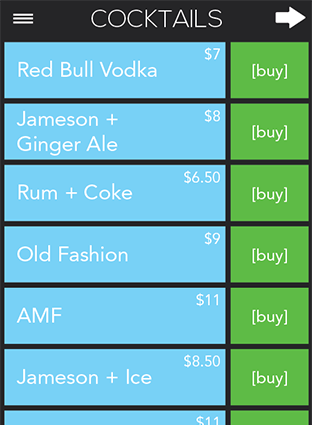 COCKTAILS
$7
Red Bull Vodka
[buy]
$8
Jameson +
Ginger Ale
[buy]
$6.50
Rum + Coke
[buy]
$9
Old Fashion
[buy]
$11
AMF
[buy]
$8.50
Jameson + Ice
[buy]
$11